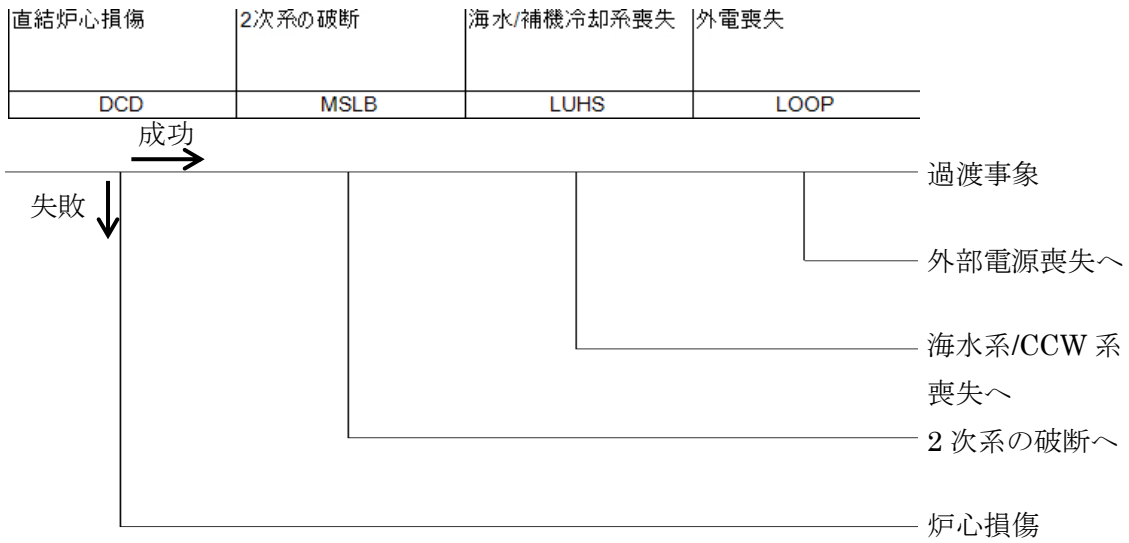 直結炉心損傷
2次系の破断
海水/補機冷却系喪失
外電喪失
DCD
MSLB
LUHS
LOOP
成功
失敗
過渡事象
外部電源喪失へ
海水系/CCW 系
喪失へ
2 次系の破断へ
炉心損傷